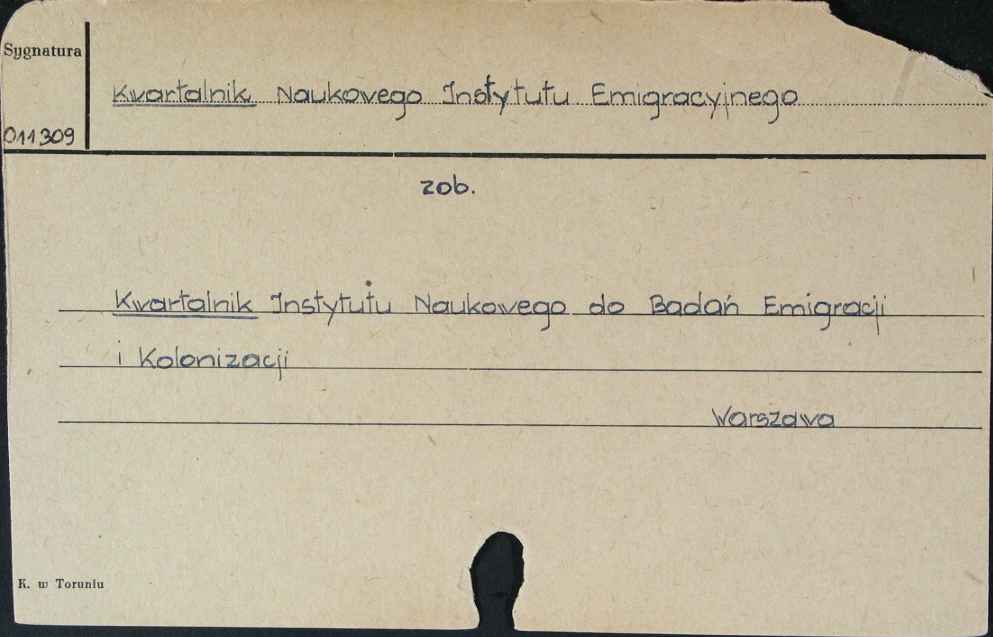 Sygnatura
Kwartalnik Naukowego Instytutu Emigracyjnego
011309
zob.
Kwartalnik Instytutu Naukowego do Badań Emigracji
i Kolonizacji
Warszawa
K. w Toruniu